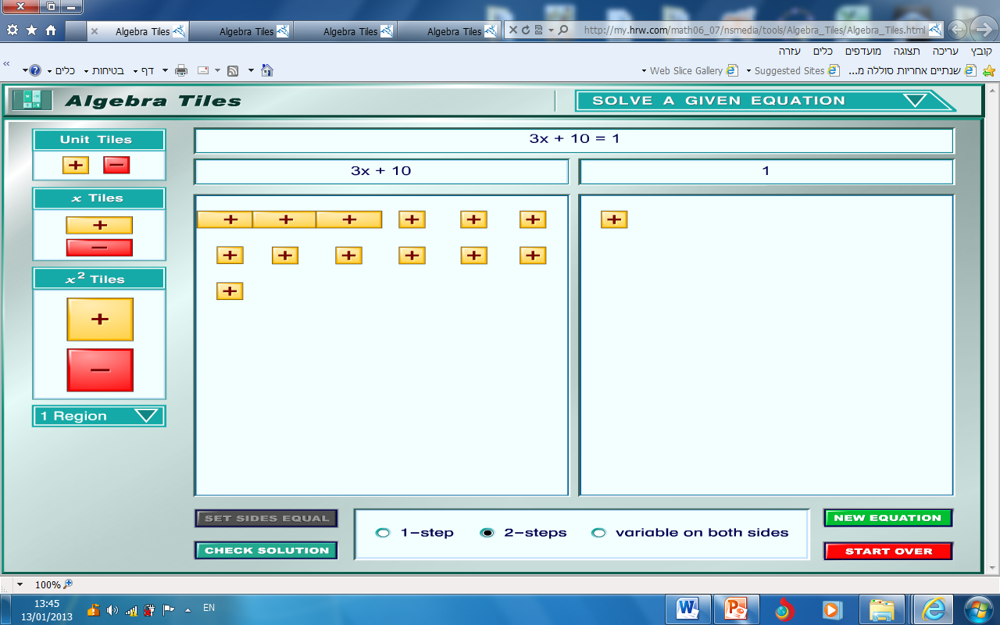 Algebra Tiles
Algebra Tiles
Algebra Tiles
Algebra Tiles
http://my.hrw.com/math06_07/nsmedia/tools/Algebra_Tiles/Algebra_Tiles.html
קובץ עריכה תצוגה מועדפים כלים עזרה
שנתיים אחריות סוללה מ... Suggested Sites Web Slice Gallery
דף בטיחות כלים
Algebra Tiles
SOLVE A GIVEN EQUATION
Unit Tiles
+ −
x Tiles
+
−
x² Tiles
+
−
1 Region
3x + 10 = 1
3x + 10
1
+ + + + + +
+ + + + + +
+
+
SET SIDES EQUAL
CHECK SOLUTION
1-step 2-steps variable on both sides
NEW EQUATION
START OVER
100%
13:45
13/01/2013
EN